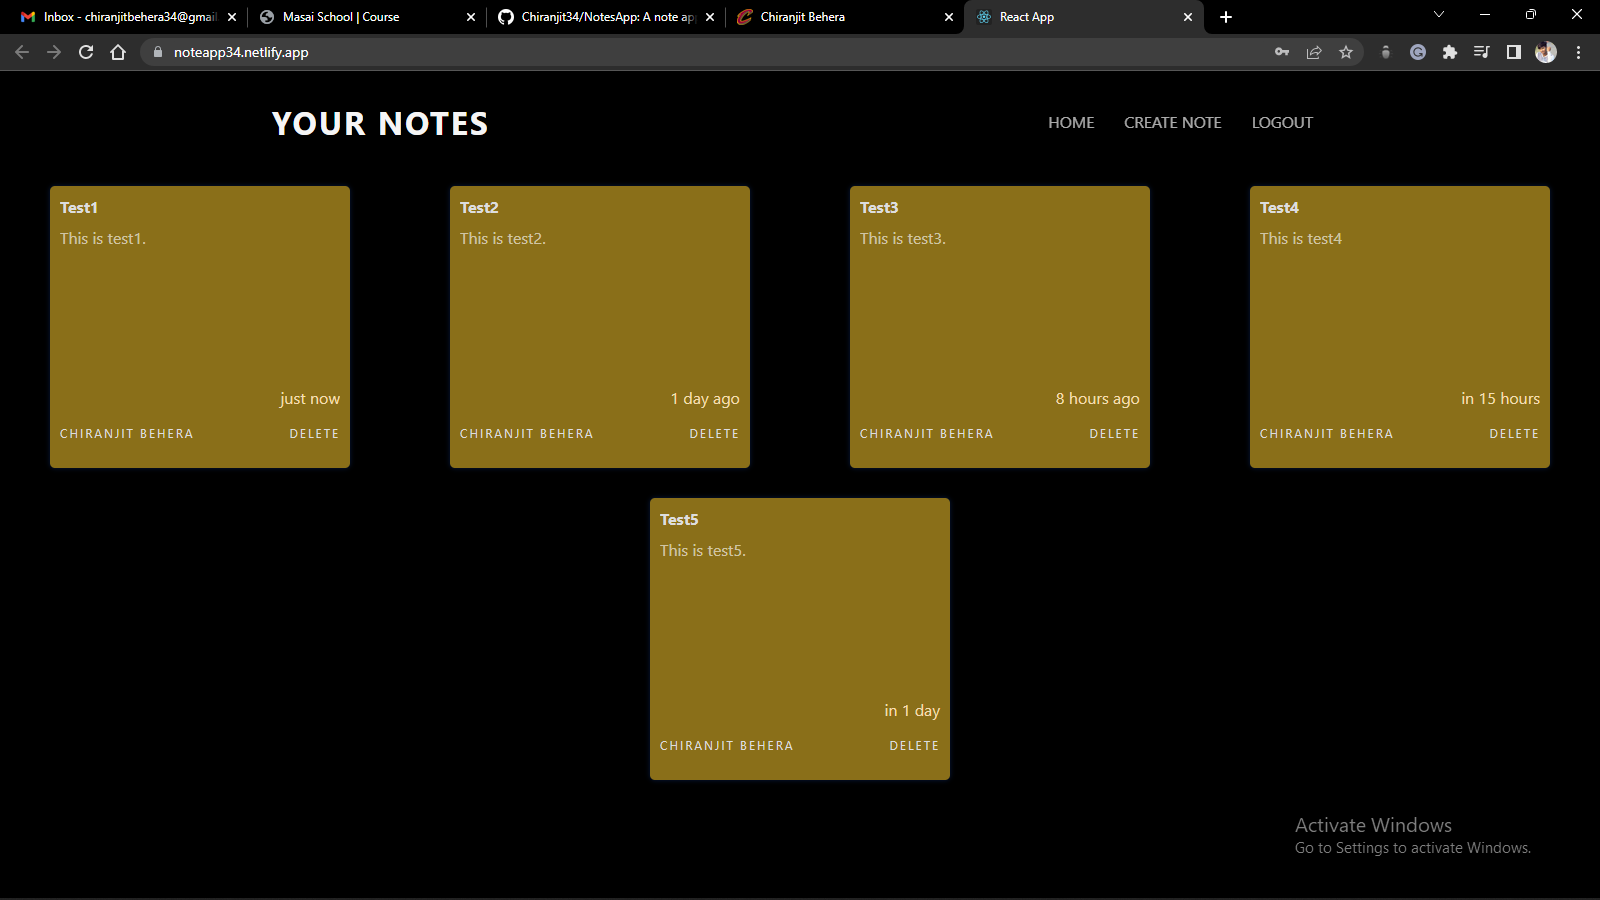 Inbox - chiranjitbehera34@gmail
Masai School | Course
Chiranjit34/NotesApp: A note ap
Chiranjit Behera
React App
noteapp34.netlify.app
YOUR NOTES
HOME CREATE NOTE LOGOUT
Test1
This is test1.
just now
CHIRANJIT BEHERA DELETE
Test2
This is test2.
1 day ago
CHIRANJIT BEHERA DELETE
Test3
This is test3.
8 hours ago
CHIRANJIT BEHERA DELETE
Test4
This is test4
in 15 hours
CHIRANJIT BEHERA DELETE
Test5
This is test5.
in 1 day
CHIRANJIT BEHERA DELETE
Activate Windows
Go to Settings to activate Windows.